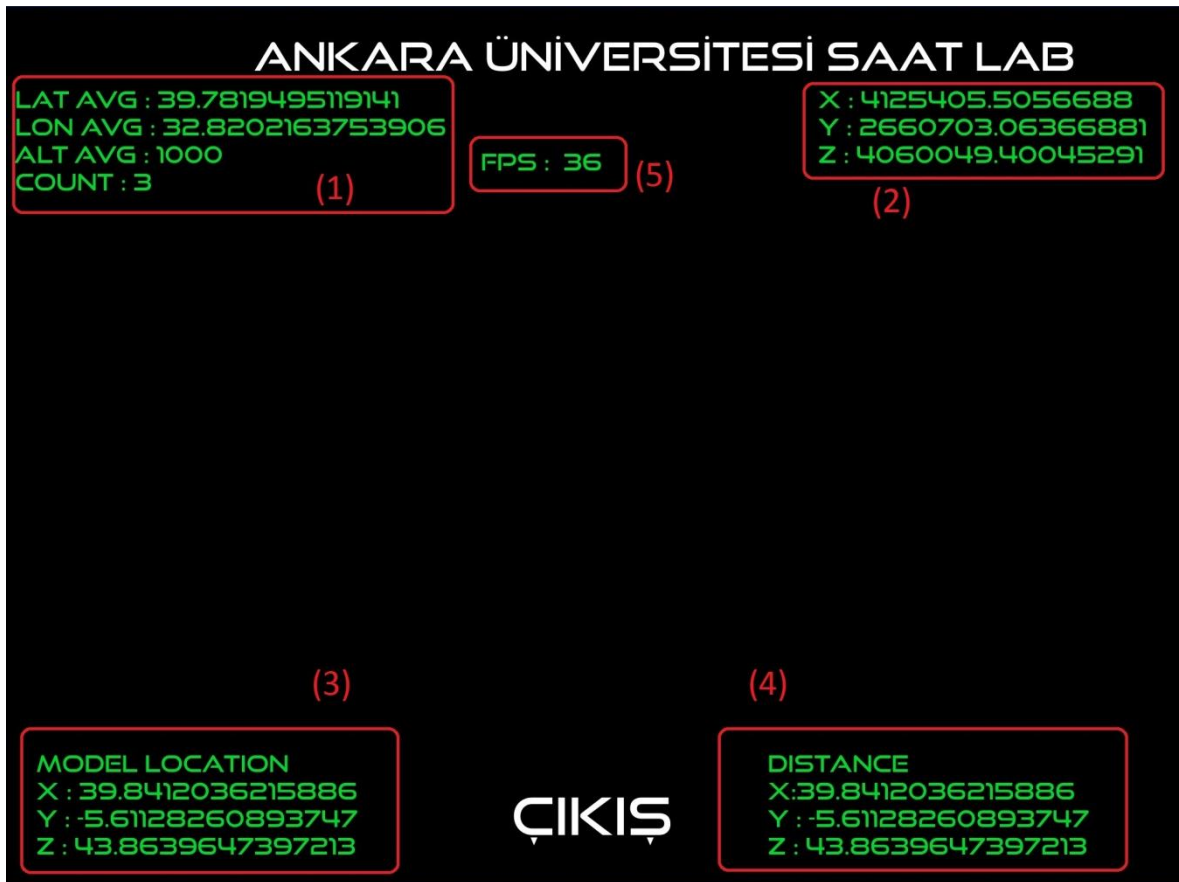 ANKARA ÜNİVERSİTESİ SAAT LAB
LAT AVG : 39.7819495119141
LON AVG : 32.8202163753906
ALT AVG : 1000
COUNT : 3
(1)
FPS : 36
(5)
X : 4125405.5056688
Y : 2660703.06366881
Z : 4060049.40045291
(2)
(3)
(4)
MODEL LOCATION
X : 39.8412036215886
Y : -5.61128260893747
Z : 43.8639647397213
ÇIKIŞ
DISTANCE
X:39.8412036215886
Y : -5.61128260893747
Z : 43.8639647397213